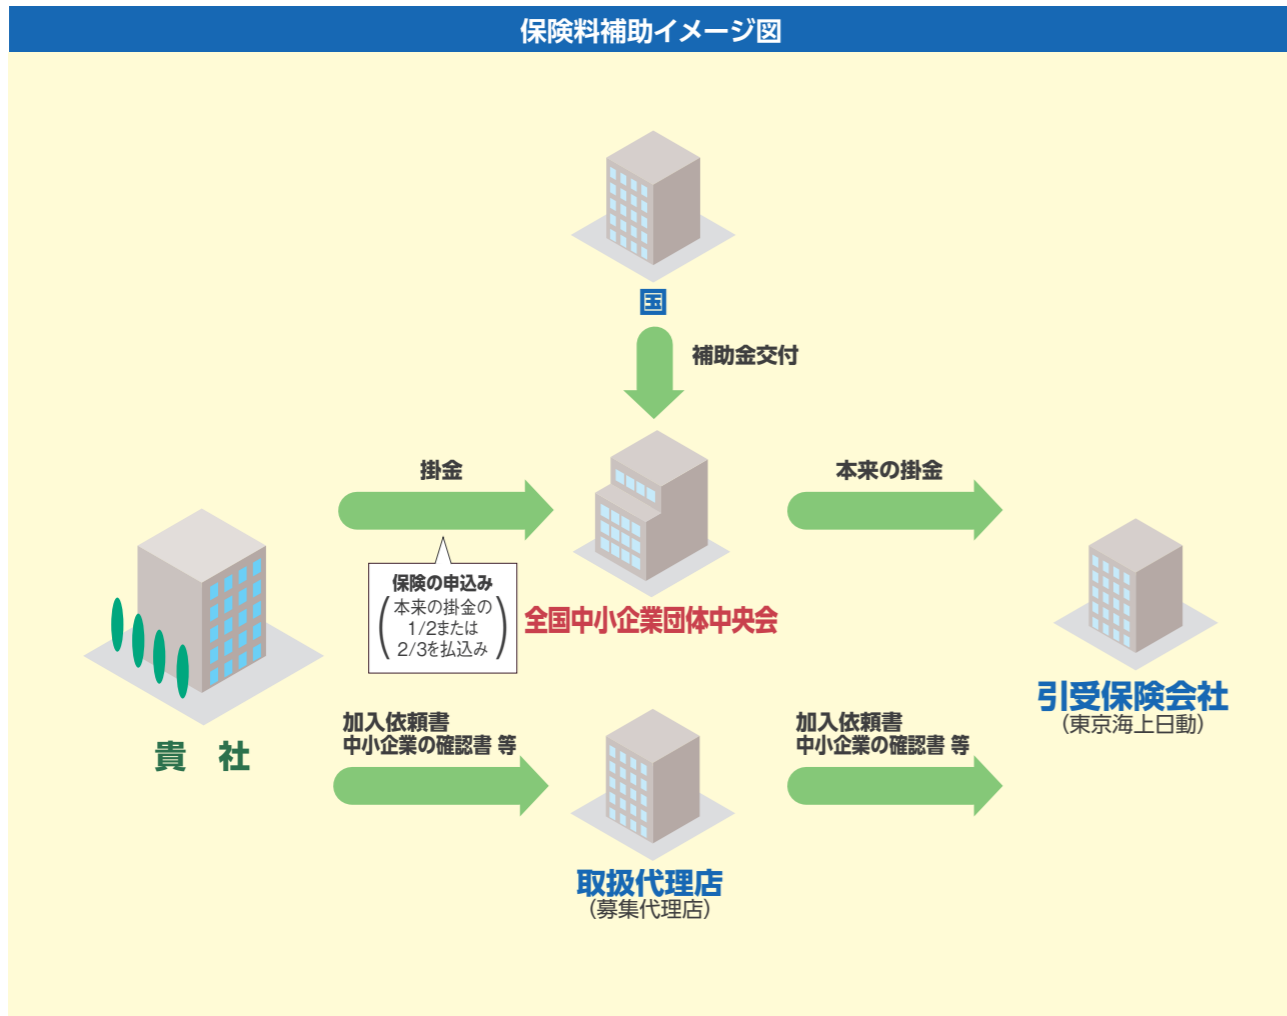 保険料補助イメージ図
国
補助金交付
掛金
本来の掛金
保険の申込み
(本来の掛金の
1/2または
2/3を払込み)
全国中小企業団体中央会
引受保険会社
(東京海上日動)
貴 社
加入依頼書
中小企業の確認書 等
加入依頼書
中小企業の確認書 等
取扱代理店
(募集代理店)